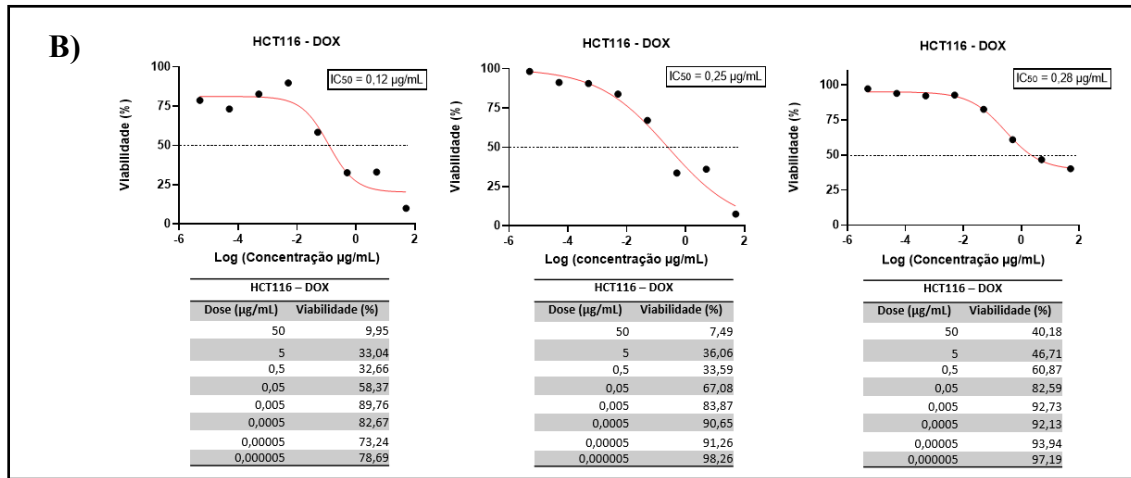 B)
HCT116 - DOX
IC50 = 0,12 µg/mL
100
75
50
25
0
-6 -4 -2 0 2
Viabilidade (%)
Log (Concentração µg/mL)
HCT116 – DOX
Dose (µg/mL) Viabilidade (%)
50 9,95
5 33,04
0,5 32,66
0,05 58,37
0,005 89,76
0,0005 82,67
0,00005 73,24
0,000005 78,69
HCT116 - DOX
IC50 = 0,25 µg/mL
100
75
50
25
0
-6 -4 -2 0 2
Viabilidade (%)
Log (Concentração µg/mL)
HCT116 – DOX
Dose (µg/mL) Viabilidade (%)
50 7,49
5 36,06
0,5 33,59
0,05 67,08
0,005 83,87
0,0005 90,65
0,00005 91,26
0,000005 98,26
HCT116 - DOX
IC50 = 0,28 µg/mL
100
75
50
25
0
-6 -4 -2 0 2
Viabilidade (%)
Log (Concentração µg/mL)
HCT116 – DOX
Dose (µg/mL) Viabilidade (%)
50 40,18
5 46,71
0,5 60,87
0,05 82,59
0,005 92,73
0,0005 92,13
0,00005 93,94
0,000005 97,19